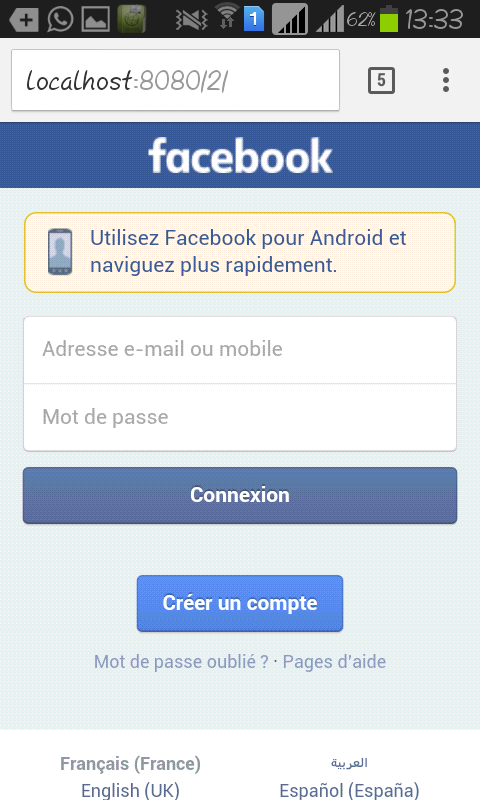 1 62% 13:33
localhost:8080/2/
5
facebook
Utilisez Facebook pour Android et
naviguez plus rapidement.
Adresse e-mail ou mobile
Mot de passe
Connexion
Créer un compte
Mot de passe oublié ? · Pages d'aide
Français (France) العربية
English (UK) Español (España)